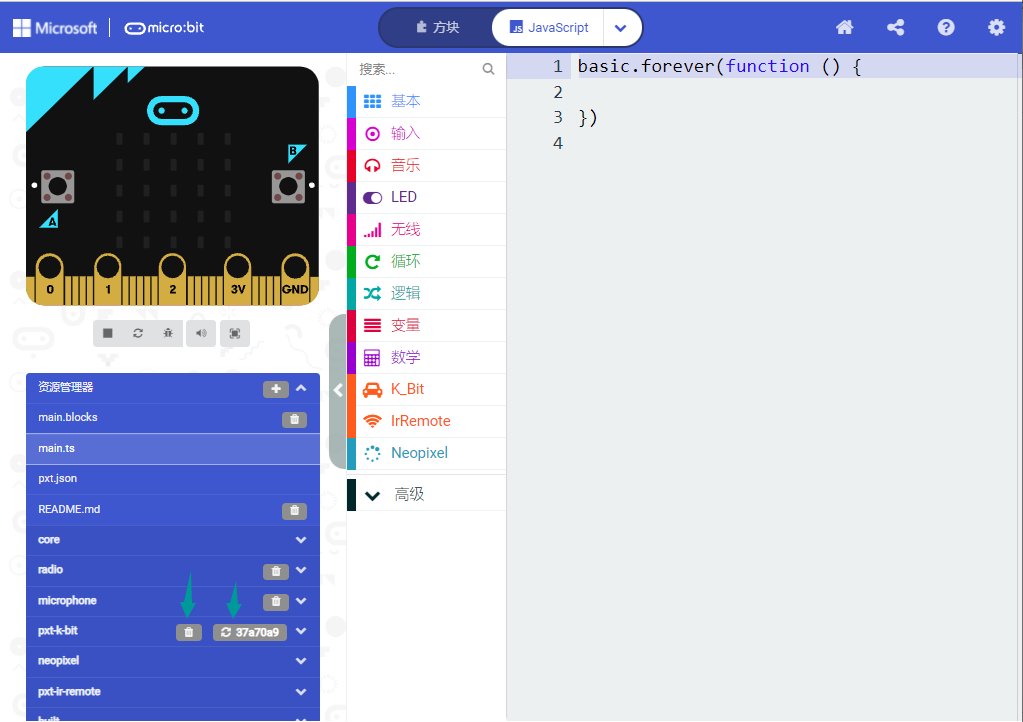 Microsoft micro:bit 方块 JavaScript
搜索...
基本
输入
音乐
LED
无线
循环
逻辑
变量
数学
K_Bit
IrRemote
Neopixel
高级
B
A
0 1 2 3V GND
资源管理器
main.blocks
main.ts
pxt.json
README.md
core
radio
microphone
pxt-k-bit 37a70a9
neopixel
pxt-ir-remote
built
1 basic.forever(function () {
2
3 })
4